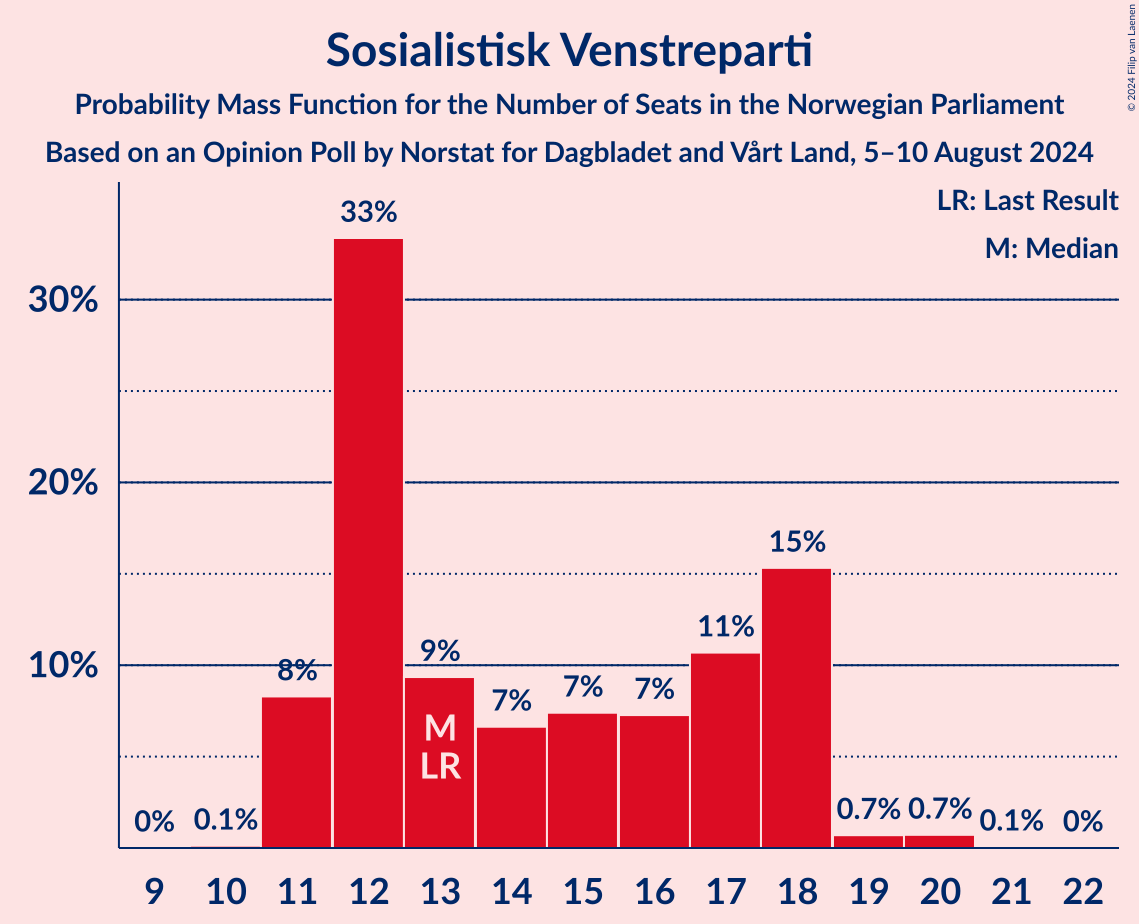 Sosialistisk Venstreparti
Probability Mass Function for the Number of Seats in the Norwegian Parliament
Based on an Opinion Poll by Norstat for Dagbladet and Vårt Land, 5–10 August 2024
© 2024 Filip van Laenen
LR: Last Result
M: Median
33%
30%
20%
15%
11%
10%
8%
9%
7%
7%
7%
M
LR
0%
0.1%
0.7%
0.7%
0.1%
0%
9 10 11 12 13 14 15 16 17 18 19 20 21 22